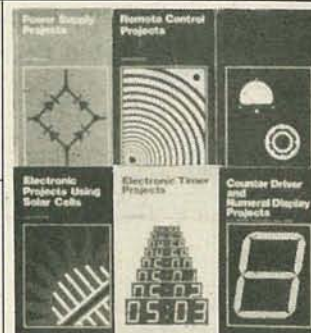 Power Supply
Projects
Remote Control
Projects
Electronic
Projects Using
Solar Cells
Electronic Timer
Projects
05:03
Counter Driver
and
Numeral Display
Projects
8